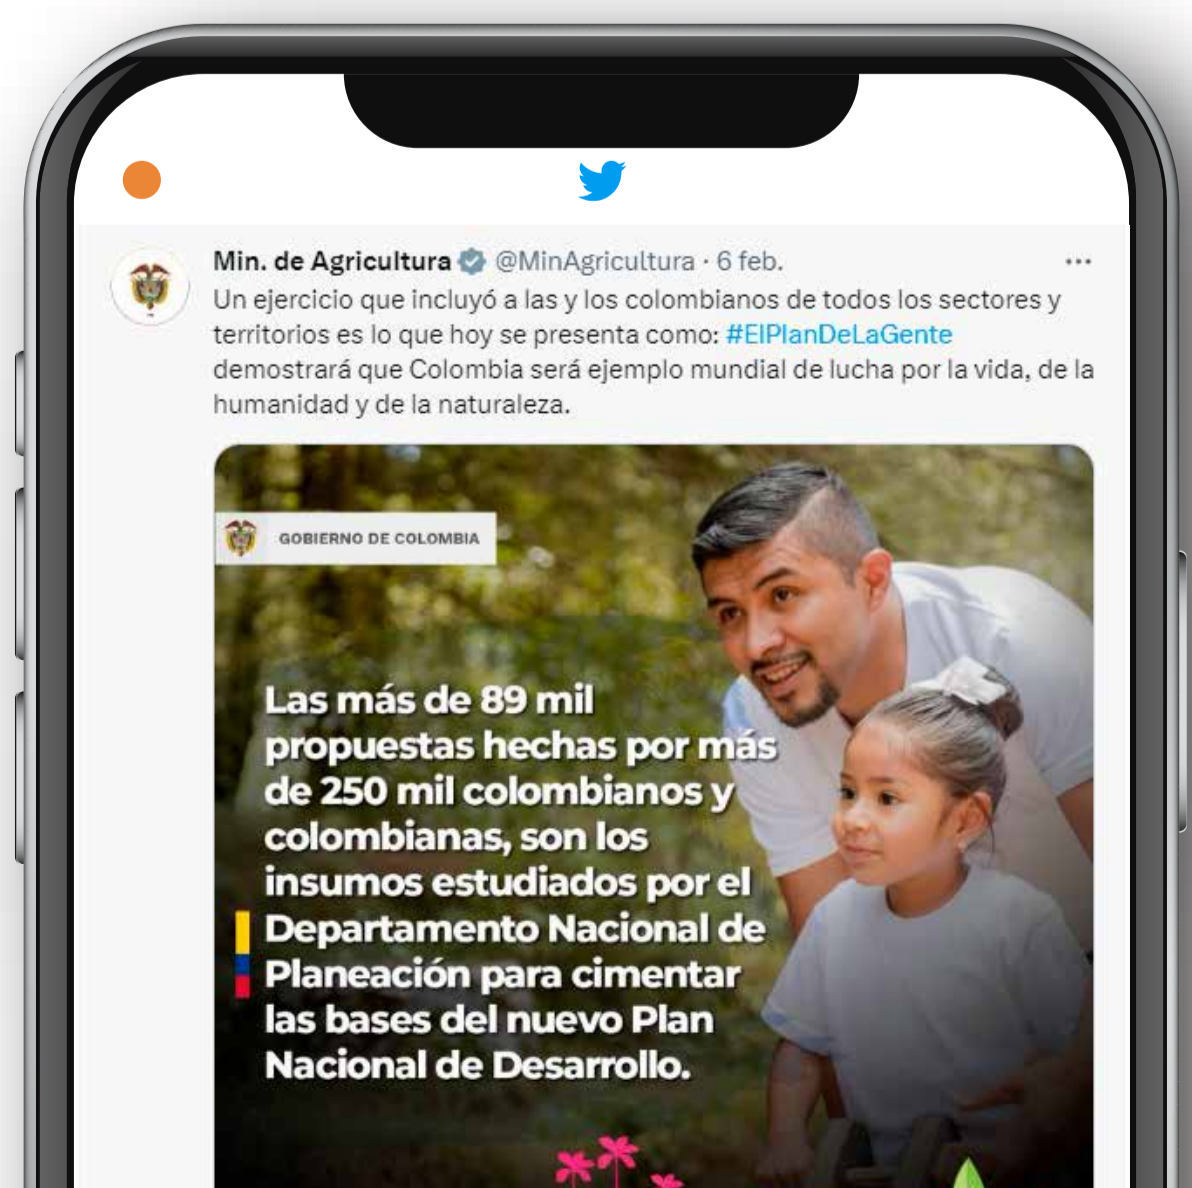 Min. de Agricultura @MinAgricultura · 6 feb.
Un ejercicio que incluyó a las y los colombianos de todos los sectores y
territorios es lo que hoy se presenta como: #ElPlanDeLaGente
demostrará que Colombia será ejemplo mundial de lucha por la vida, de la
humanidad y de la naturaleza.
GOBIERNO DE COLOMBIA
Las más de 89 mil
propuestas hechas por más
de 250 mil colombianos y
colombianas, son los
insumos estudiados por el
Departamento Nacional de
Planeación para cimentar
las bases del nuevo Plan
Nacional de Desarrollo.